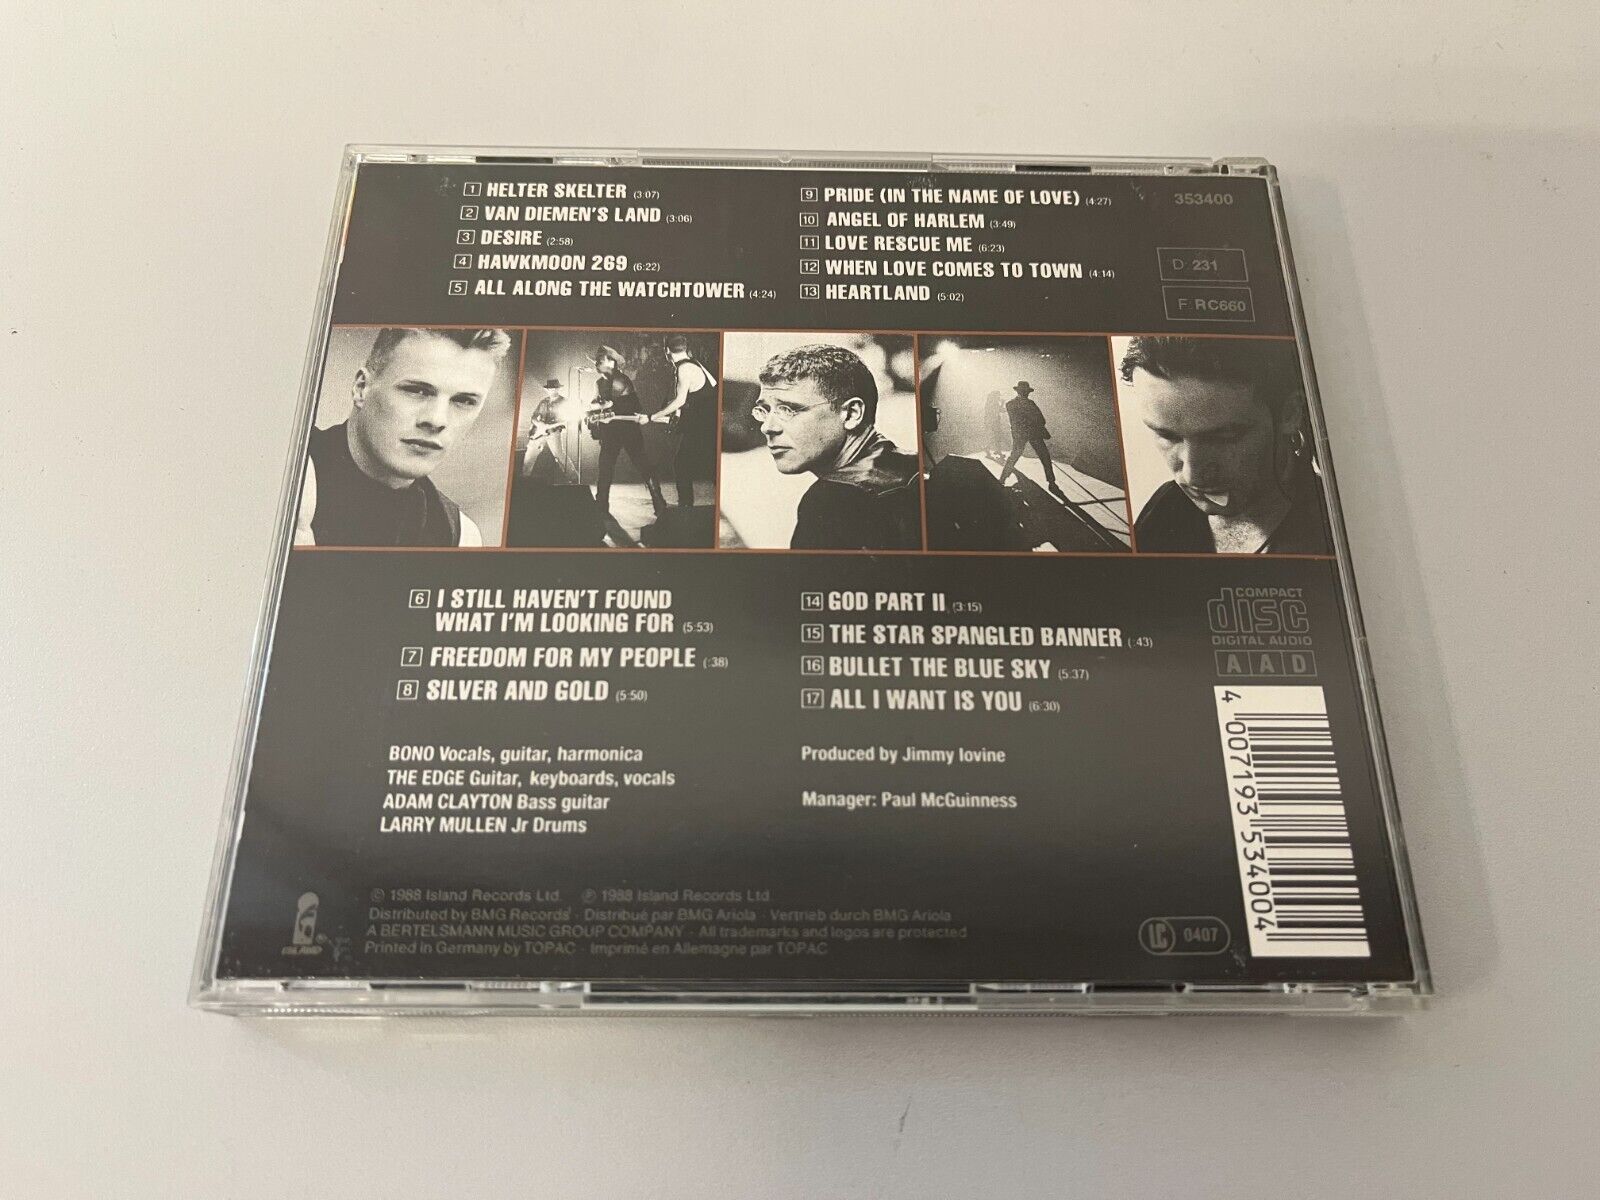 1 HELTER SKELTER (3:07)
2 VAN DIEMEN'S LAND (3:06)
3 DESIRE (2:58)
4 HAWKMOON 269 (6:22)
5 ALL ALONG THE WATCHTOWER (4:24)
9 PRIDE (IN THE NAME OF LOVE) (4:27)
10 ANGEL OF HARLEM (3:49)
11 LOVE RESCUE ME (6:23)
12 WHEN LOVE COMES TO TOWN (4:14)
13 HEARTLAND (5:02)
353400
D: 231
F: RC660
6 I STILL HAVEN'T FOUND
WHAT I'M LOOKING FOR (5:53)
7 FREEDOM FOR MY PEOPLE (:38)
8 SILVER AND GOLD (5:50)
14 GOD PART II (3:15)
15 THE STAR SPANGLED BANNER (:43)
16 BULLET THE BLUE SKY (5:37)
17 ALL I WANT IS YOU (6:30)
COMPACT
disc
DIGITAL AUDIO
A A D
BONO Vocals, guitar, harmonica
THE EDGE Guitar, keyboards, vocals
ADAM CLAYTON Bass guitar
LARRY MULLEN Jr Drums
Produced by Jimmy Iovine
Manager: Paul McGuinness
4 007193 534004
© 1988 Island Records Ltd. ℗ 1988 Island Records Ltd.
Distributed by BMG Records · Distribué par BMG Ariola · Vertrieb durch BMG Ariola
A BERTELSMANN MUSIC GROUP COMPANY · All trademarks and logos are protected
Printed in Germany by TOPAC · Imprimé en Allemagne par TOPAC
ISLAND
LC 0407